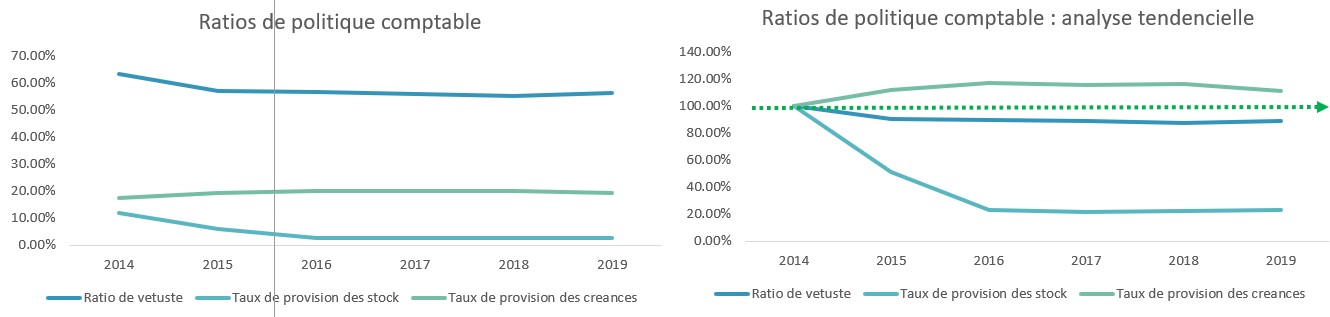 Ratios de politique comptable
70.00%
60.00%
50.00%
40.00%
30.00%
20.00%
10.00%
0.00%
2014 2015 2016 2017 2018 2019
Ratio de vetuste Taux de provision des stock Taux de provision des creances
Ratios de politique comptable : analyse tendencielle
140.00%
120.00%
100.00%
80.00%
60.00%
40.00%
20.00%
0.00%
2014 2015 2016 2017 2018 2019
Ratio de vetuste Taux de provision des stock Taux de provision des creances